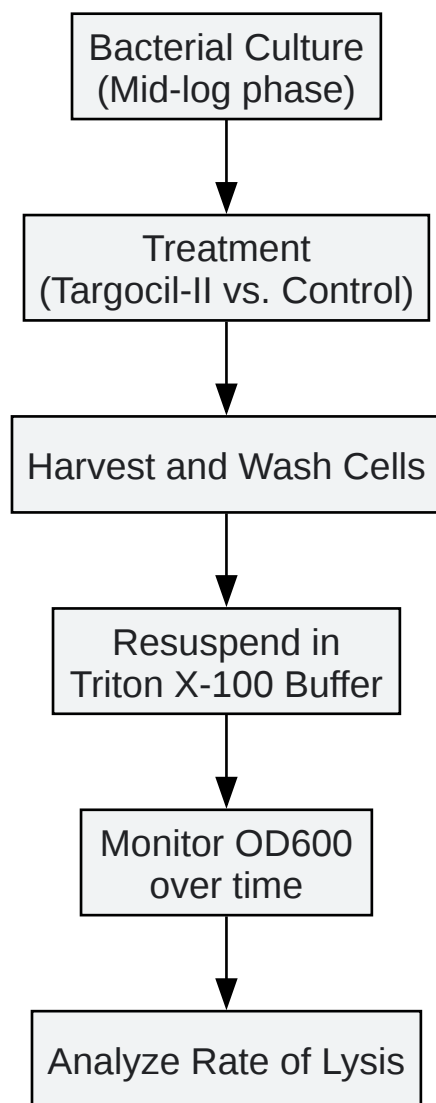 Bacterial Culture
(Mid-log phase)
Treatment
(Targocil-II vs. Control)
Harvest and Wash Cells
Resuspend in
Triton X-100 Buffer
Monitor OD600
over time
Analyze Rate of Lysis